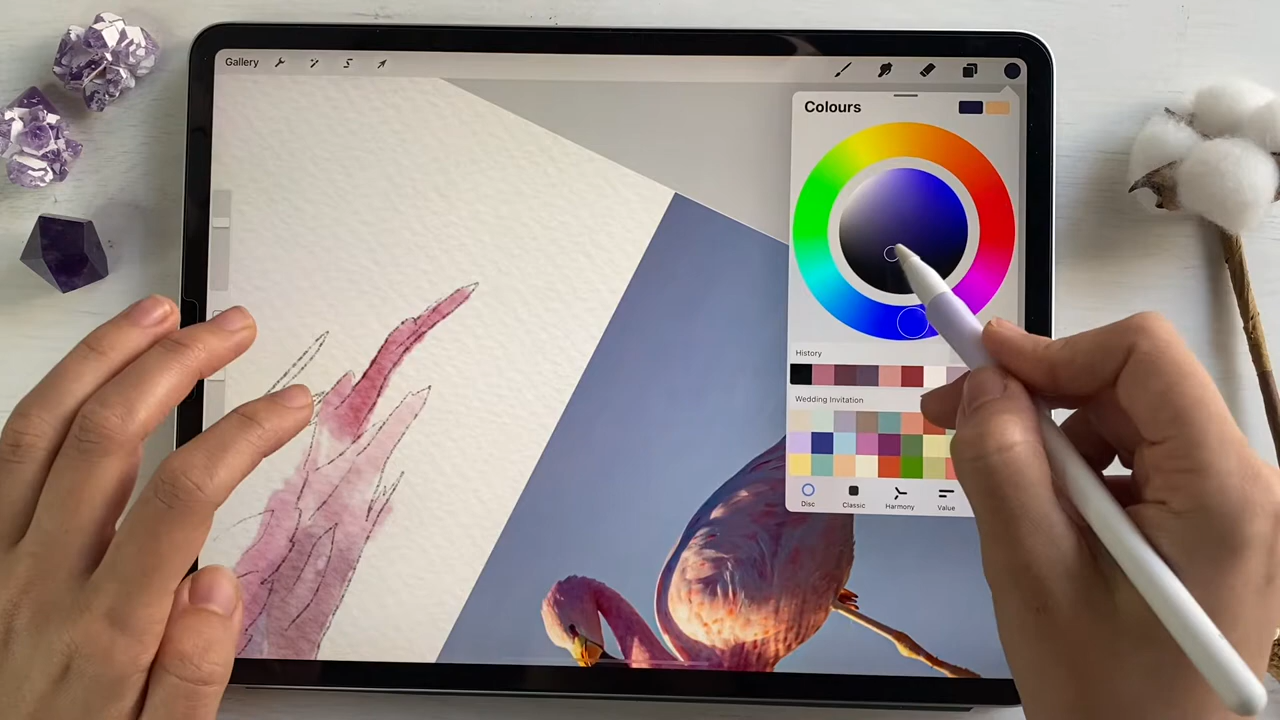 Gallery
Colours
History
Wedding Invitation
Disc
Classic
Harmony
Value